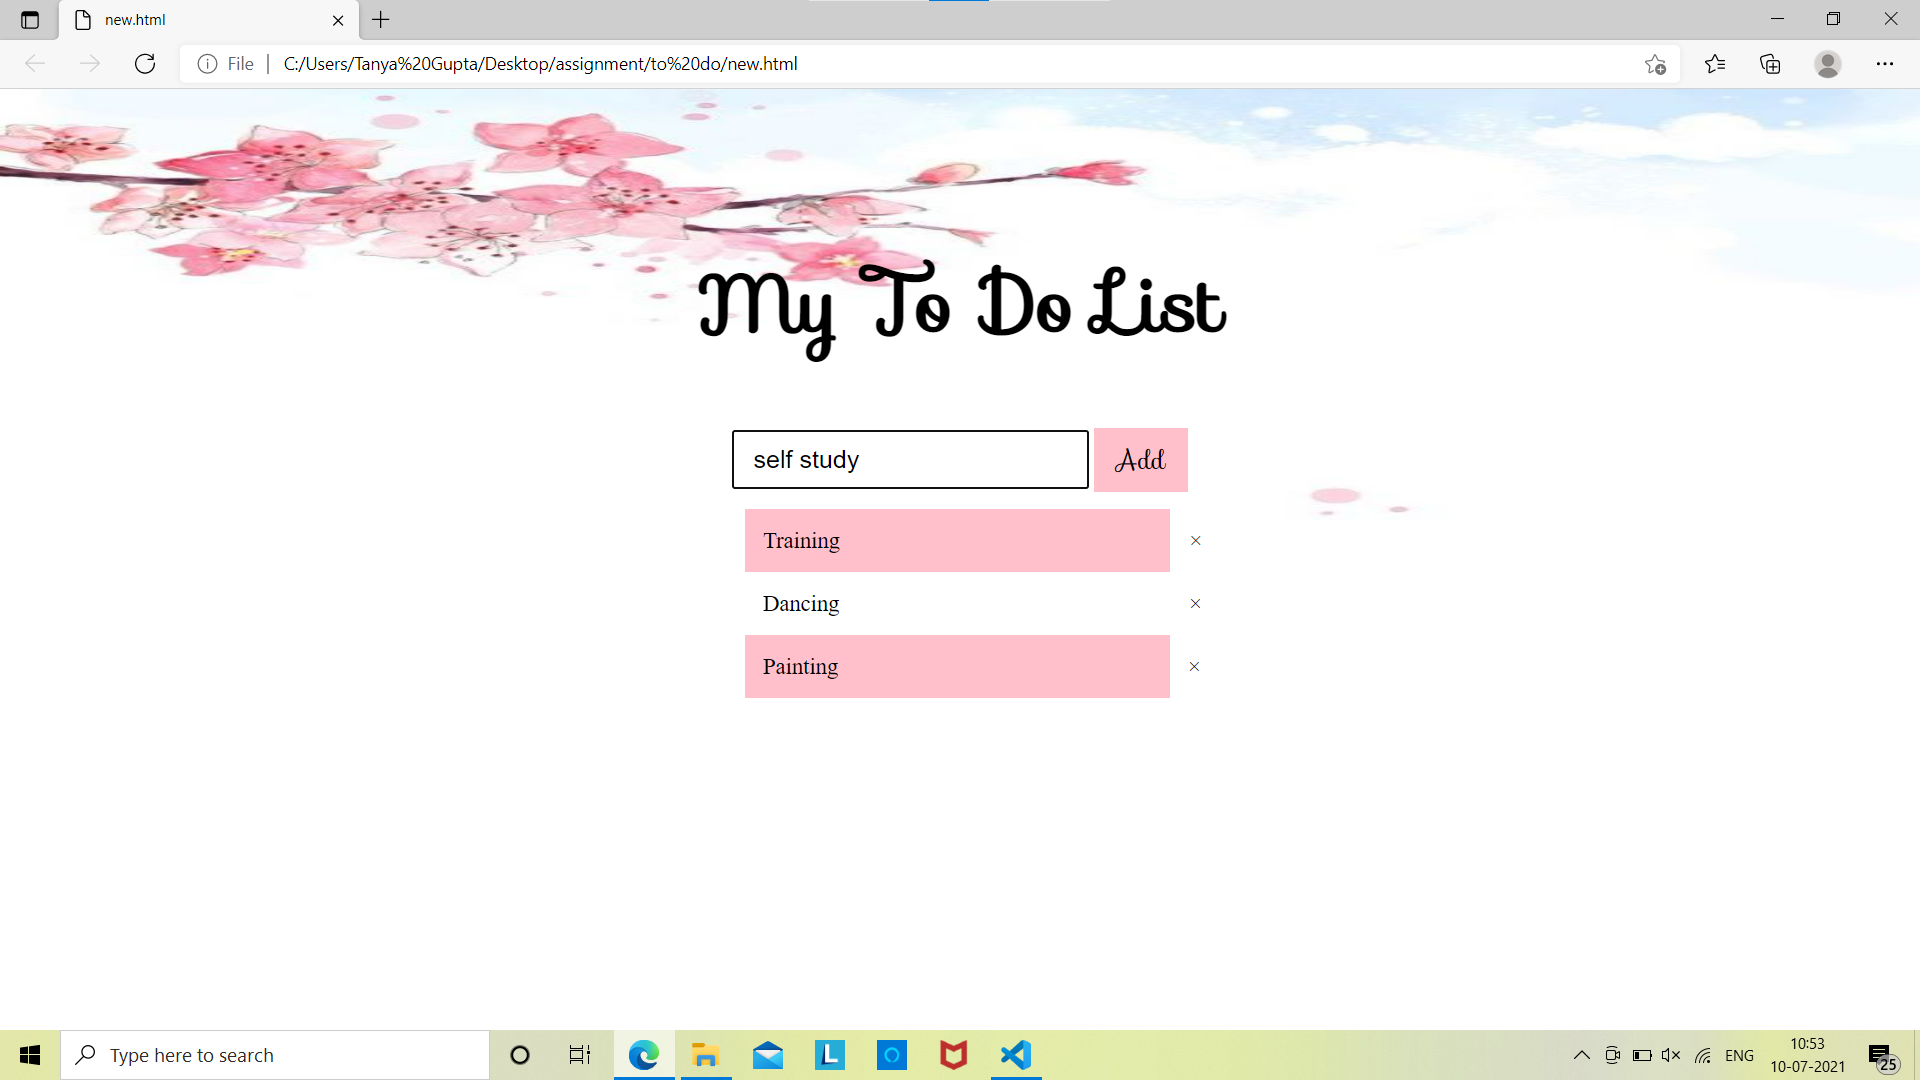 new.html
File
C:/Users/Tanya%20Gupta/Desktop/assignment/to%20do/new.html
My To Do List
self study
Add
Training
×
Dancing
×
Painting
×
Type here to search
L
ENG
10:53
10-07-2021
25